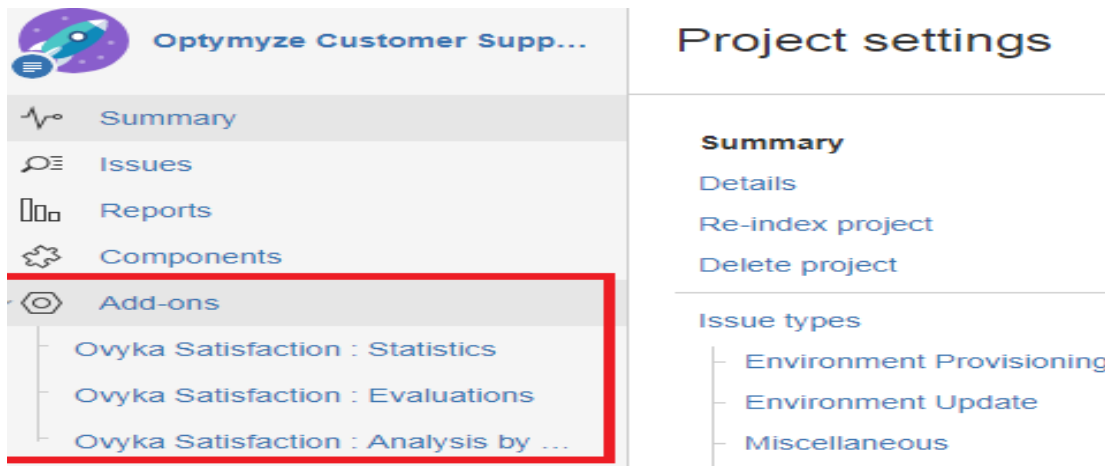 Optymyze Customer Supp...
Summary
Issues
Reports
Components
Add-ons
Ovyka Satisfaction : Statistics
Ovyka Satisfaction : Evaluations
Ovyka Satisfaction : Analysis by ...
Project settings
Summary
Details
Re-index project
Delete project
Issue types
Environment Provisioning
Environment Update
Miscellaneous